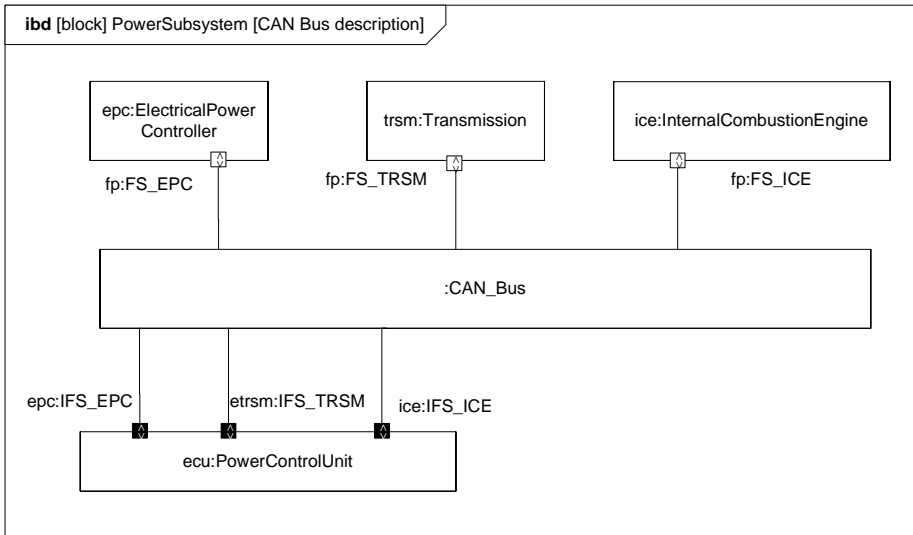 ibd [block] PowerSubsystem [CAN Bus description]
epc:ElectricalPower
Controller
trsm:Transmission
ice:InternalCombustionEngine
fp:FS_EPC
fp:FS_TRSM
fp:FS_ICE
:CAN_Bus
epc:IFS_EPC
etrsm:IFS_TRSM
ice:IFS_ICE
ecu:PowerControlUnit